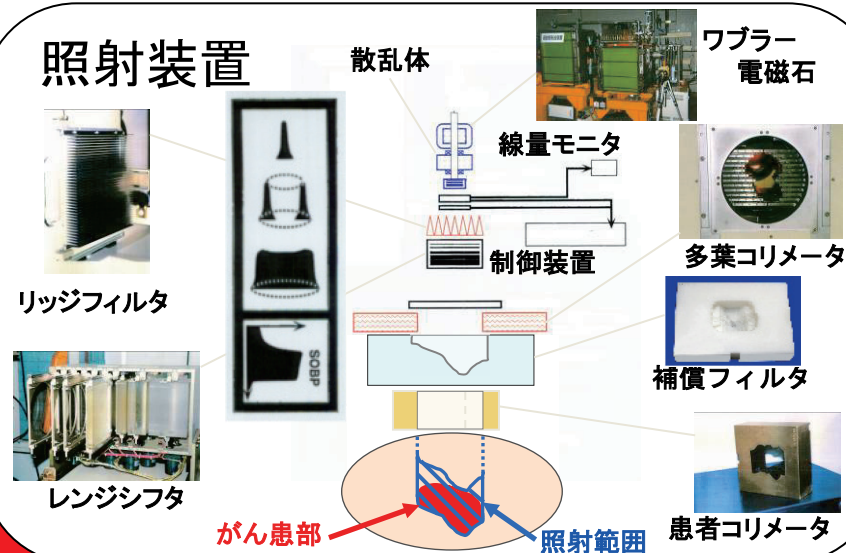 照射装置
散乱体
ワブラー
電磁石
線量モニタ
制御装置
多葉コリメータ
リッジフィルタ
SOBP
補償フィルタ
レンジシフタ
がん患部
照射範囲
患者コリメータ